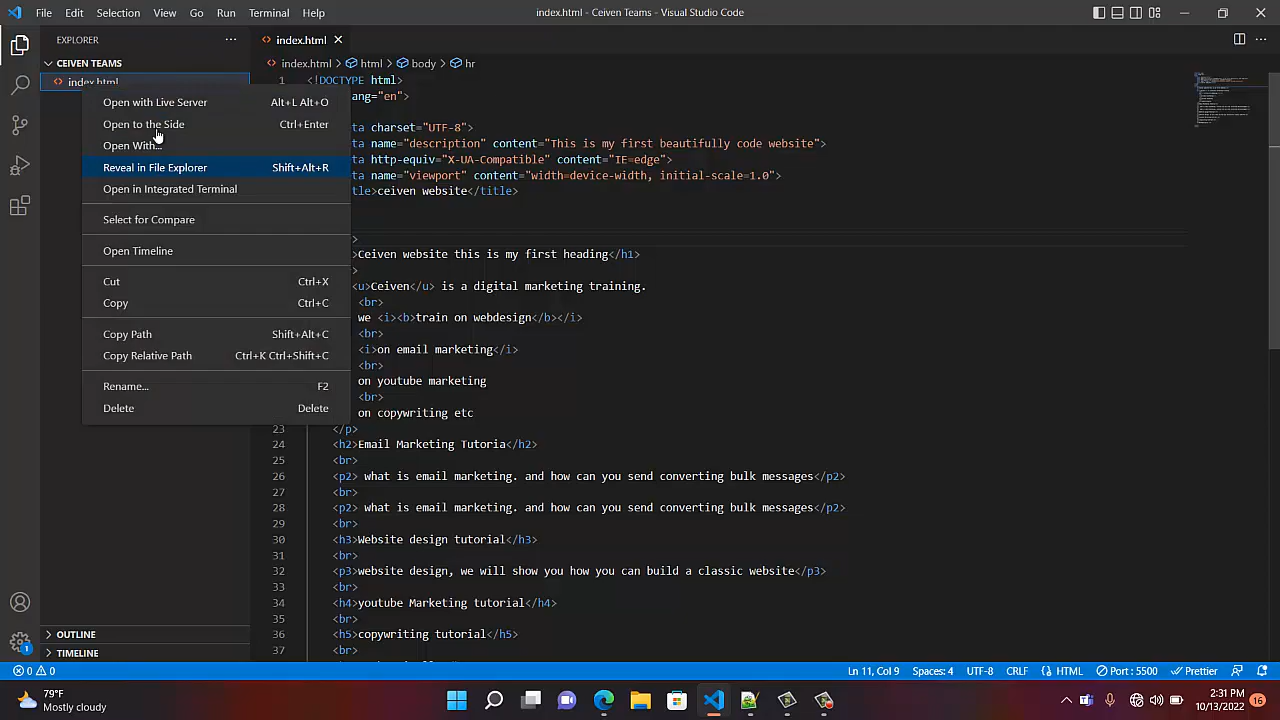 File Edit Selection View Go Run Terminal Help
index.html - Ceiven Teams - Visual Studio Code
EXPLORER
CEIVEN TEAMS
index.html
Open with Live Server Alt+L Alt+O
Open to the Side Ctrl+Enter
Open With...
Reveal in File Explorer Shift+Alt+R
Open in Integrated Terminal
Select for Compare
Open Timeline
Cut Ctrl+X
Copy Ctrl+C
Copy Path Shift+Alt+C
Copy Relative Path Ctrl+K Ctrl+Shift+C
Rename... F2
Delete Delete
OUTLINE
TIMELINE
index.html
index.html > html > body > hr
1 <!DOCTYPE html>
ang="en">
ta charset="UTF-8">
ta name="description" content="This is my first beautifully code website">
ta http-equiv="X-UA-Compatible" content="IE=edge">
ta name="viewport" content="width=device-width, initial-scale=1.0">
tle>ceiven website</title>
>
>Ceiven website this is my first heading</h1>
>
<u>Ceiven</u> is a digital marketing training.
<br>
we <i><b>train on webdesign</b></i>
<br>
<i>on email marketing</i>
<br>
on youtube marketing
<br>
on copywriting etc
23 </p>
24 <h2>Email Marketing Tutoria</h2>
25 <br>
26 <p2> what is email marketing. and how can you send converting bulk messages</p2>
27 <br>
28 <p2> what is email marketing. and how can you send converting bulk messages</p2>
29 <br>
30 <h3>Website design tutorial</h3>
31 <br>
32 <p3>website design, we will show you how you can build a classic website</p3>
33 <br>
34 <h4>youtube Marketing tutorial</h4>
35 <br>
36 <h5>copywriting tutorial</h5>
37 <br>
0 0
1
Ln 11, Col 9 Spaces: 4 UTF-8 CRLF HTML Port : 5500 Prettier
79°F
Mostly cloudy
2:31 PM
10/13/2022
16